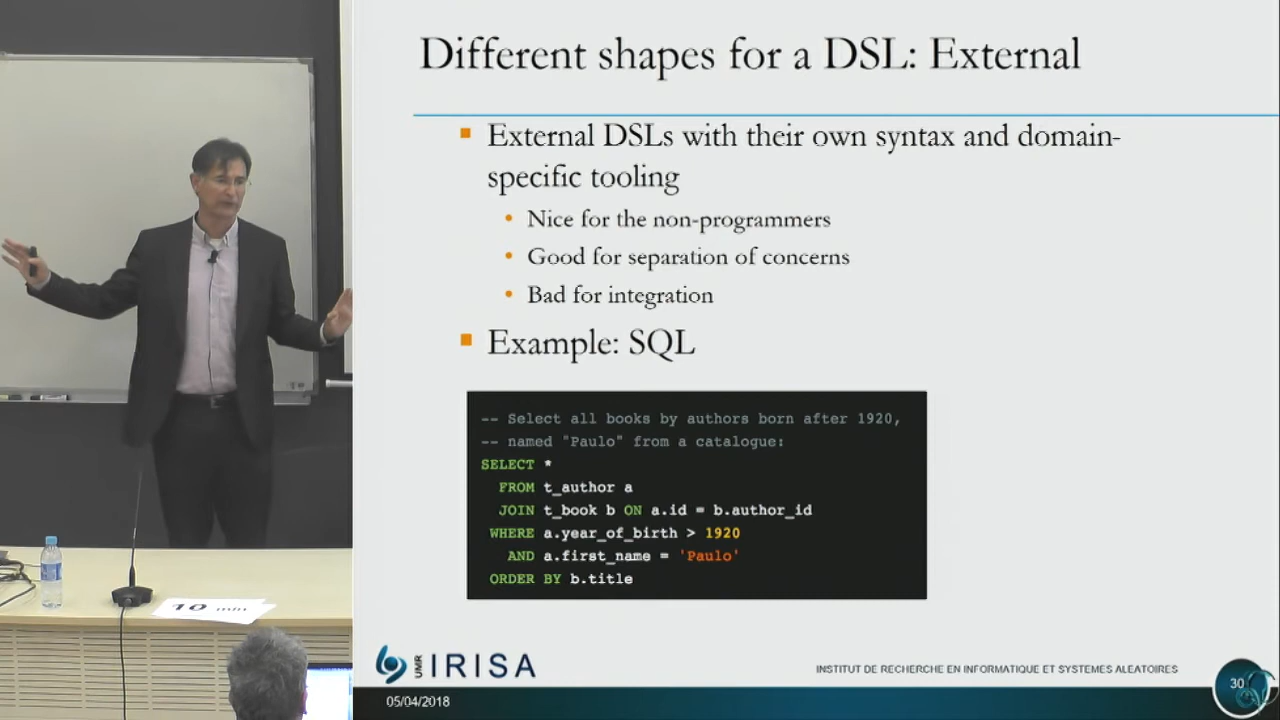 Different shapes for a DSL: External
External DSLs with their own syntax and domain-
specific tooling
Nice for the non-programmers
Good for separation of concerns
Bad for integration
Example: SQL
-- Select all books by authors born after 1920,
-- named "Paulo" from a catalogue:
SELECT *
FROM t_author a
JOIN t_book b ON a.id = b.author_id
WHERE a.year_of_birth > 1920
AND a.first_name = 'Paulo'
ORDER BY b.title
10 min
UMR IRISA
INSTITUT DE RECHERCHE EN INFORMATIQUE ET SYSTEMES ALEATOIRES
05/04/2018
30